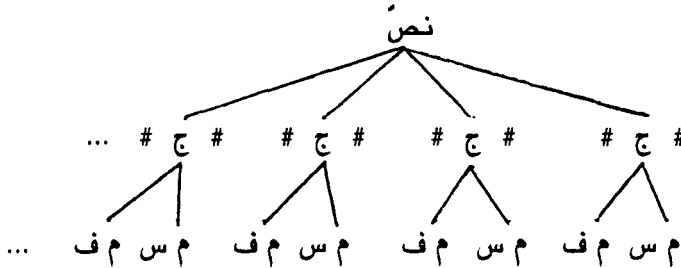 نصّ
# ج # # ج # # ج # # ج # ...
م س م ف م س م ف م س م ف م س م ف ...